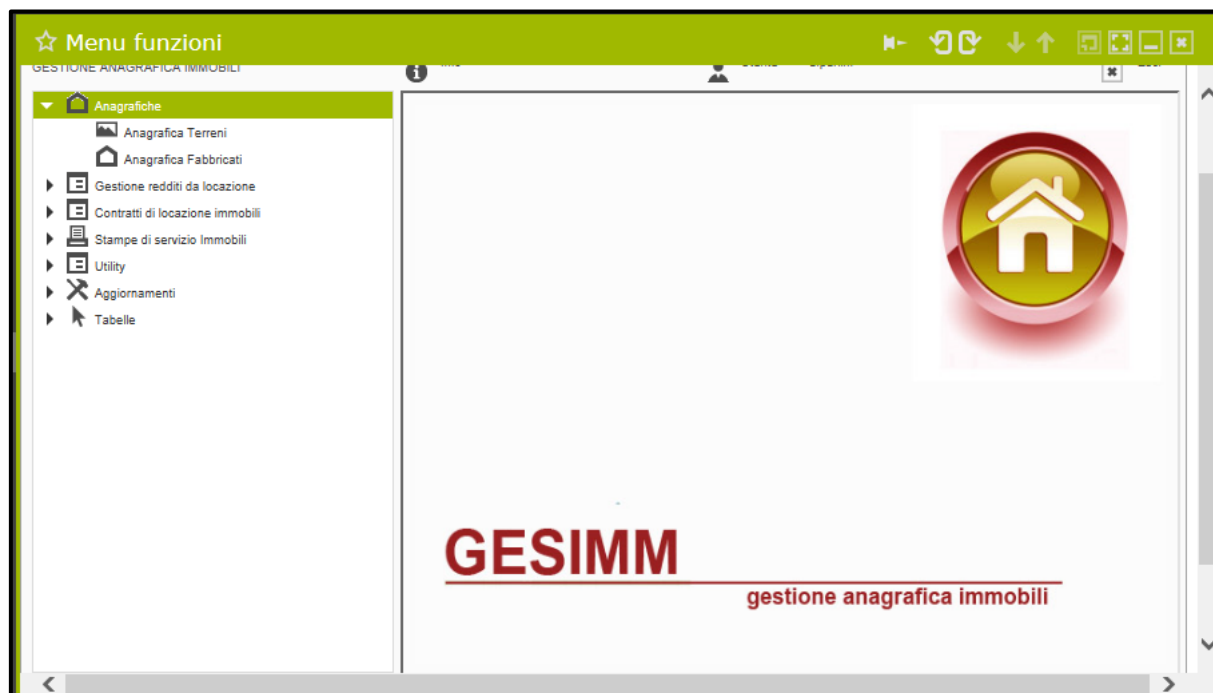 Menu funzioni
GESTIONE ANAGRAFICA IMMOBILI
Anagrafiche
Anagrafica Terreni
Anagrafica Fabbricati
Gestione redditi da locazione
Contratti di locazione immobili
Stampe di servizio Immobili
Utility
Aggiornamenti
Tabelle
GESIMM
gestione anagrafica immobili